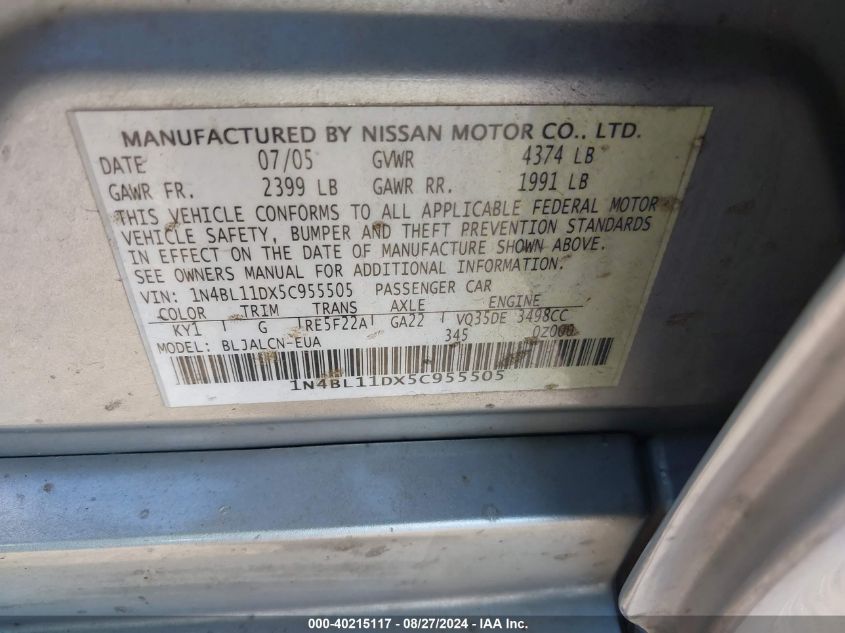 MANUFACTURED BY NISSAN MOTOR CO., LTD.
DATE 07/05 GVWR 4374 LB
GAWR FR. 2399 LB GAWR RR. 1991 LB
THIS VEHICLE CONFORMS TO ALL APPLICABLE FEDERAL MOTOR
VEHICLE SAFETY, BUMPER AND THEFT PREVENTION STANDARDS
IN EFFECT ON THE DATE OF MANUFACTURE SHOWN ABOVE.
SEE OWNERS MANUAL FOR ADDITIONAL INFORMATION.
VIN: 1N4BL11DX5C955505 PASSENGER CAR
COLOR TRIM TRANS AXLE ENGINE
KY1 G RE5F22A GA22 VQ35DE 3498CC
MODEL: BLJALCN-EUA 345 0Z000
1N4BL11DX5C955505
000-40215117 - 08/27/2024 - IAAI.COM